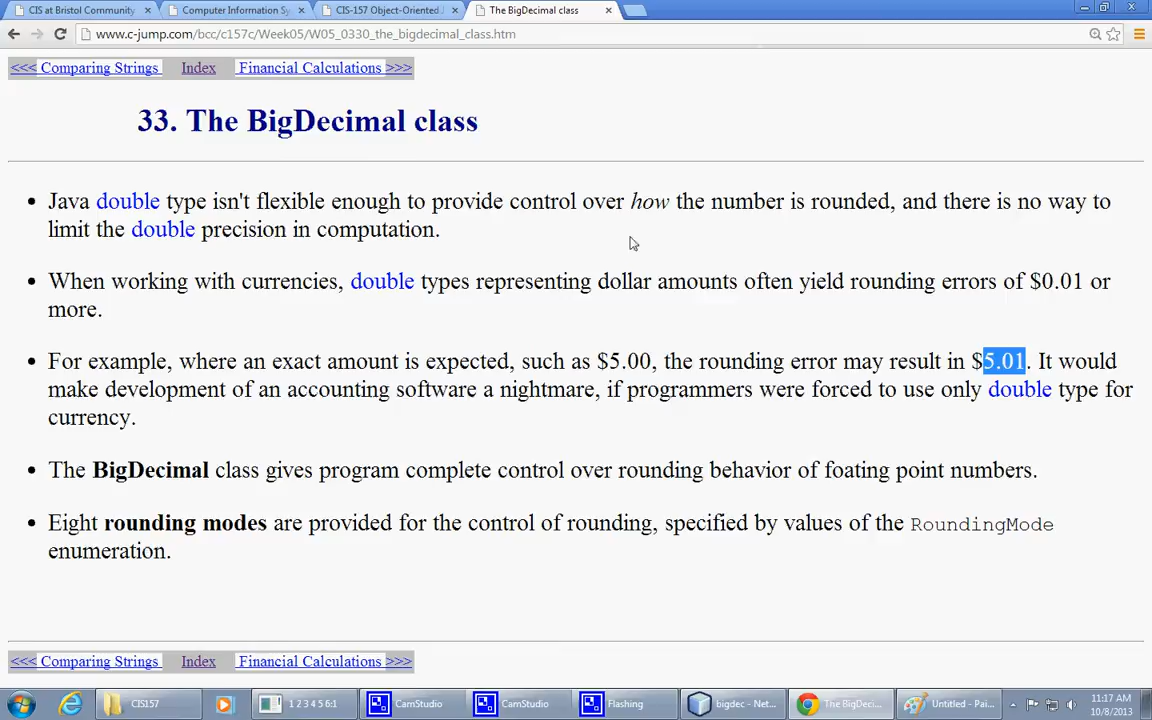 CIS at Bristol Community
Computer Information Sy
CIS-157 Object-Oriented J
The BigDecimal class
www.c-jump.com/bcc/c157c/Week05/W05_0330_the_bigdecimal_class.htm
<<< Comparing Strings Index Financial Calculations >>>
33. The BigDecimal class
• Java double type isn't flexible enough to provide control over how the number is rounded, and there is no way to
limit the double precision in computation.
• When working with currencies, double types representing dollar amounts often yield rounding errors of $0.01 or
more.
• For example, where an exact amount is expected, such as $5.00, the rounding error may result in $5.01. It would
make development of an accounting software a nightmare, if programmers were forced to use only double type for
currency.
• The BigDecimal class gives program complete control over rounding behavior of foating point numbers.
• Eight rounding modes are provided for the control of rounding, specified by values of the RoundingMode
enumeration.
<<< Comparing Strings Index Financial Calculations >>>
CIS157
1 2 3 4 5 6:1
CamStudio
CamStudio
Flashing
bigdec - Net...
The BigDeci...
Untitled - Pai...
11:17 AM
10/8/2013